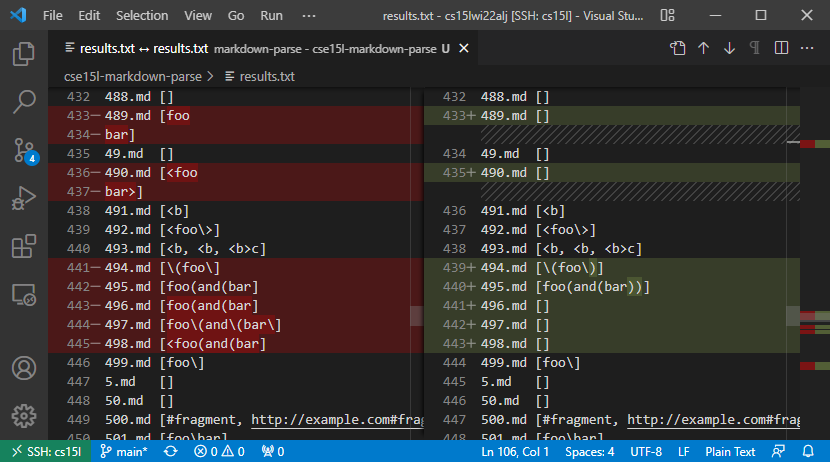 File Edit Selection View Go Run ··· results.txt - cs15lwi22alj [SSH: cs15l] - Visual Stu...
results.txt ↔ results.txt markdown-parse - cse15l-markdown-parse U
cse15l-markdown-parse > results.txt
432 488.md []
433− 489.md [foo
434− bar]
435 49.md []
436− 490.md [<foo
437− bar>]
438 491.md [<b]
439 492.md [<foo\>]
440 493.md [<b, <b, <b>c]
441− 494.md [\(foo\]
442− 495.md [foo(and(bar]
443− 496.md [foo(and(bar]
444− 497.md [foo\(and\(bar\]
445− 498.md [<foo(and(bar]
446 499.md [foo\]
447 5.md []
448 50.md []
449 500.md [#fragment, http://example.com#frag
450 501.md [foo\bar]
432 488.md []
433+ 489.md []
434 49.md []
435+ 490.md []
436 491.md [<b]
437 492.md [<foo\>]
438 493.md [<b, <b, <b>c]
439+ 494.md [\(foo\)]
440+ 495.md [foo(and(bar))]
441+ 496.md []
442+ 497.md []
443+ 498.md []
444 499.md [foo\]
445 5.md []
446 50.md []
447 500.md [#fragment, http://example.com#frag
448 501.md [foo\bar]
4
SSH: cs15l main* 0 0 0 Ln 106, Col 1 Spaces: 4 UTF-8 LF Plain Text